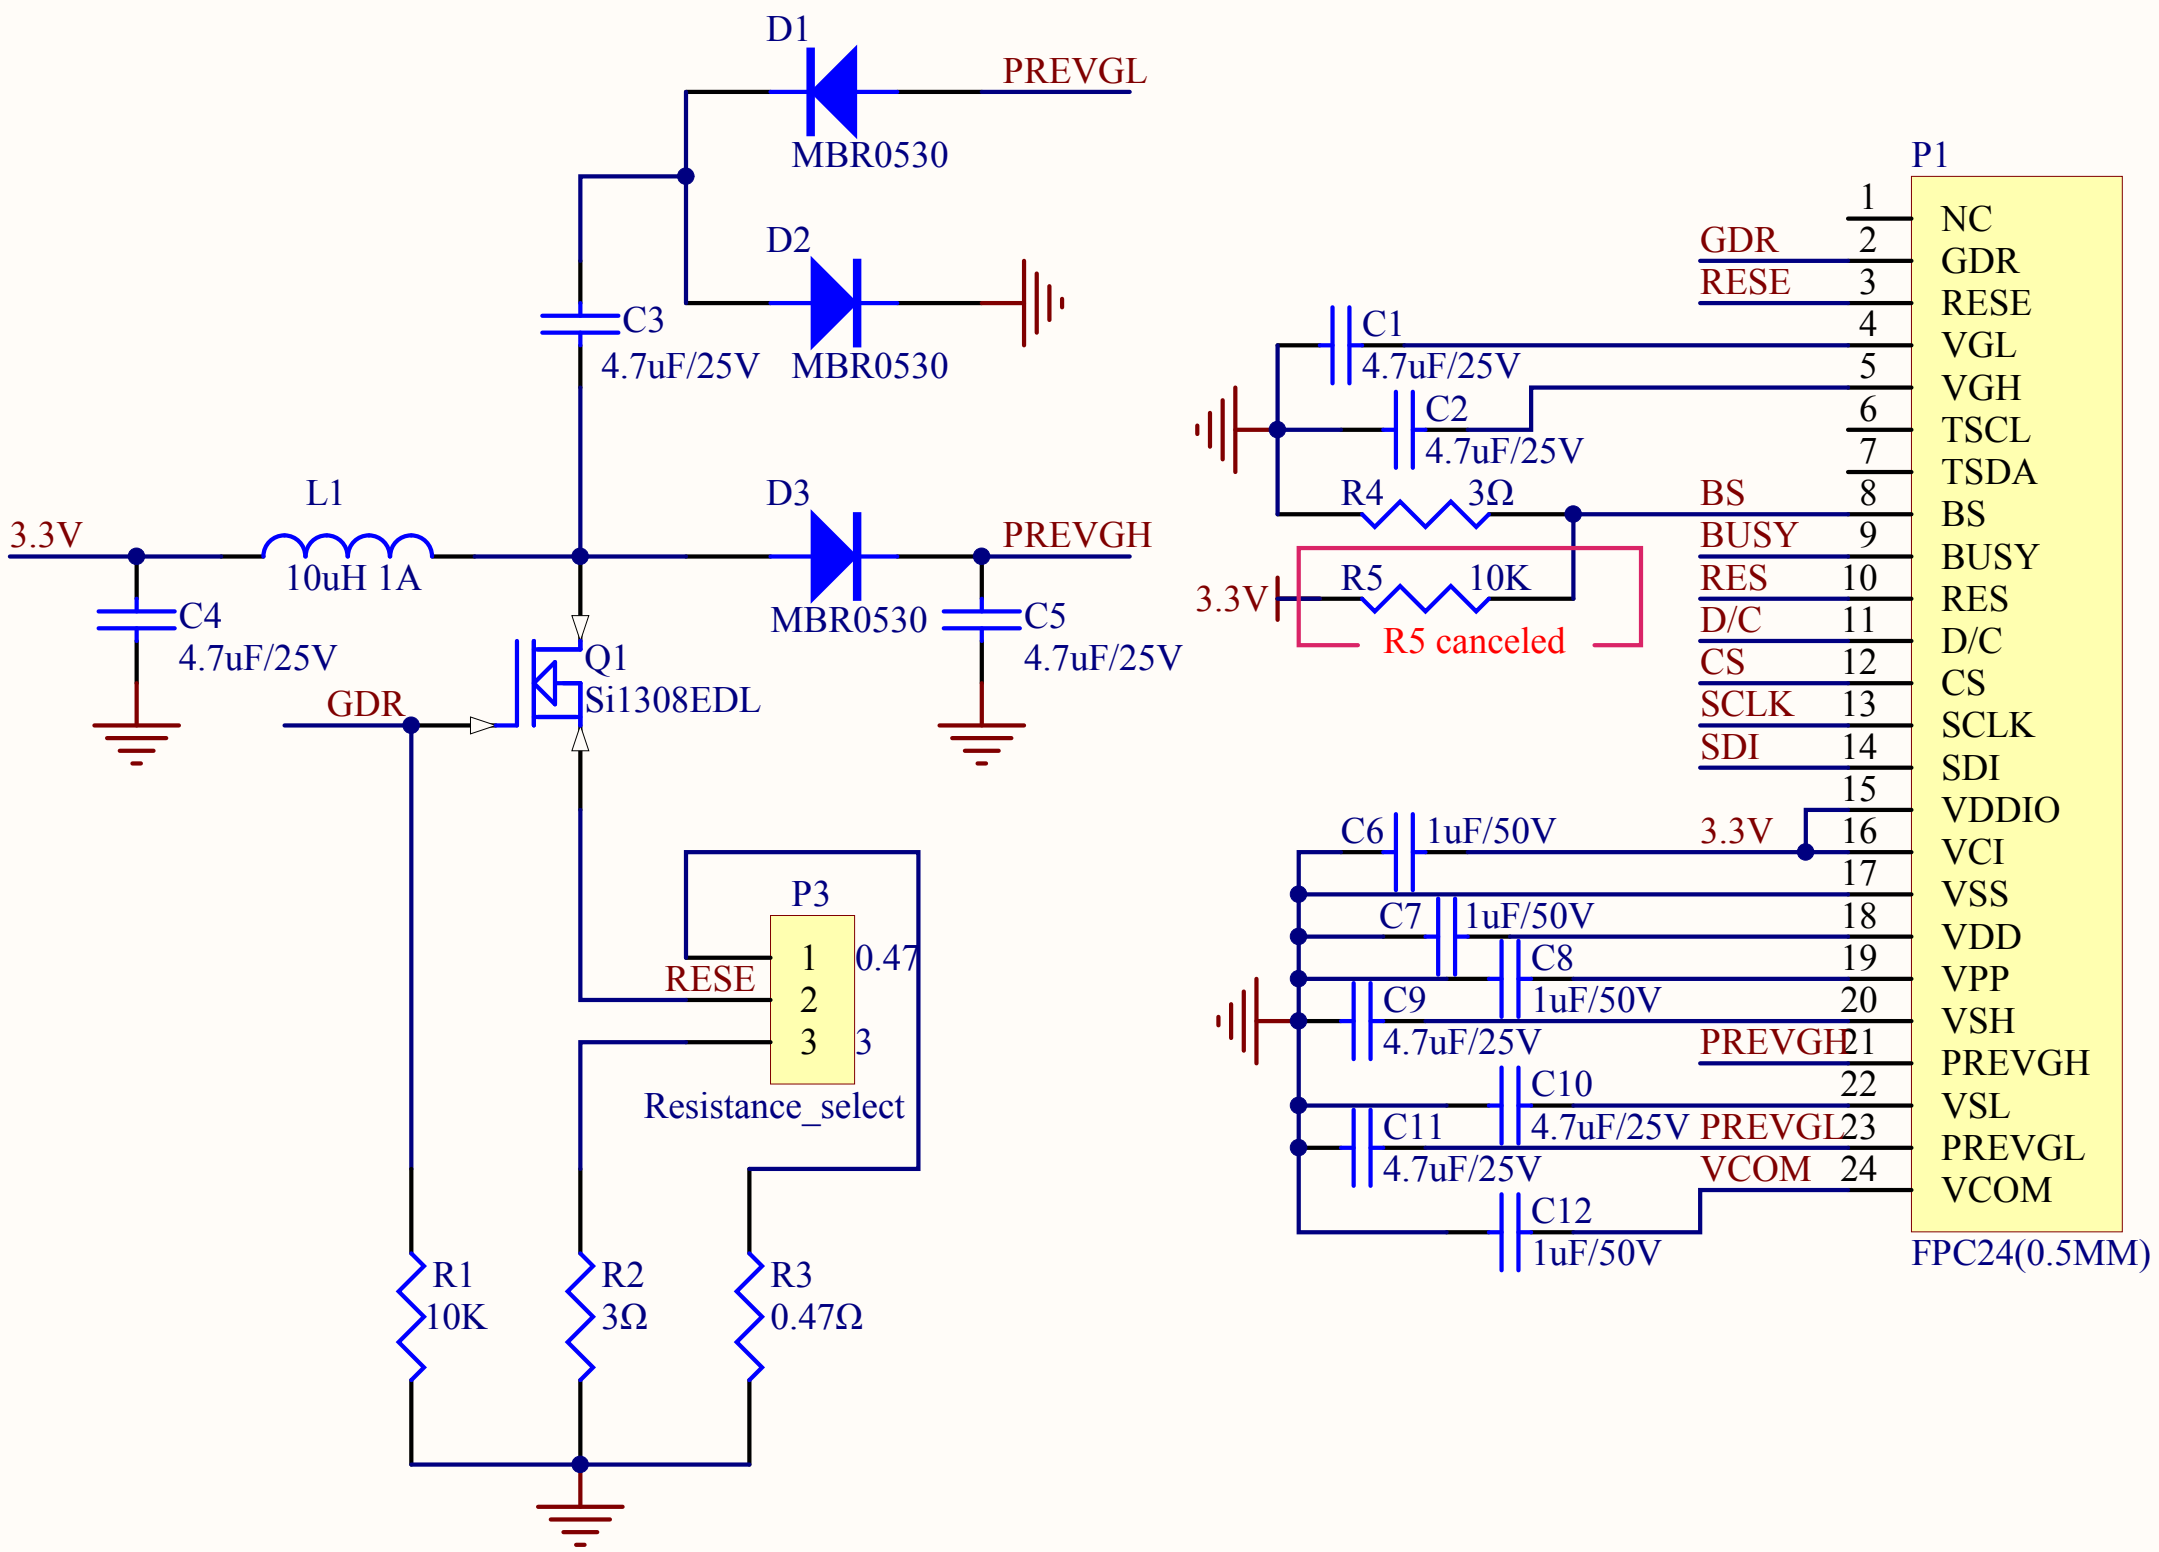 D1
PREVGL
MBR0530
D2
MBR0530
C3
4.7uF/25V
L1
3.3V
10uH 1A
D3
PREVGH
MBR0530
C4
4.7uF/25V
C5
4.7uF/25V
Q1
Si1308EDL
GDR
P3
1
0.47
RESE
2
3
3
Resistance_select
R1
10K
R2
3Ω
R3
0.47Ω
P1
1 NC
GDR 2 GDR
RESE 3 RESE
C1
4.7uF/25V
4 VGL
C2
4.7uF/25V
5 VGH
6 TSCL
7 TSDA
R4 3Ω
BS 8 BS
BUSY 9 BUSY
3.3V
R5 10K
R5 canceled
RES 10 RES
D/C 11 D/C
CS 12 CS
SCLK 13 SCLK
SDI 14 SDI
15 VDDIO
C6 1uF/50V
3.3V 16 VCI
17 VSS
C7 1uF/50V
18 VDD
C8
1uF/50V
19 VPP
C9
4.7uF/25V
20 VSH
PREVGH 21 PREVGH
C10
4.7uF/25V
22 VSL
C11
4.7uF/25V
PREVGL 23 PREVGL
VCOM 24 VCOM
C12
1uF/50V
FPC24(0.5MM)